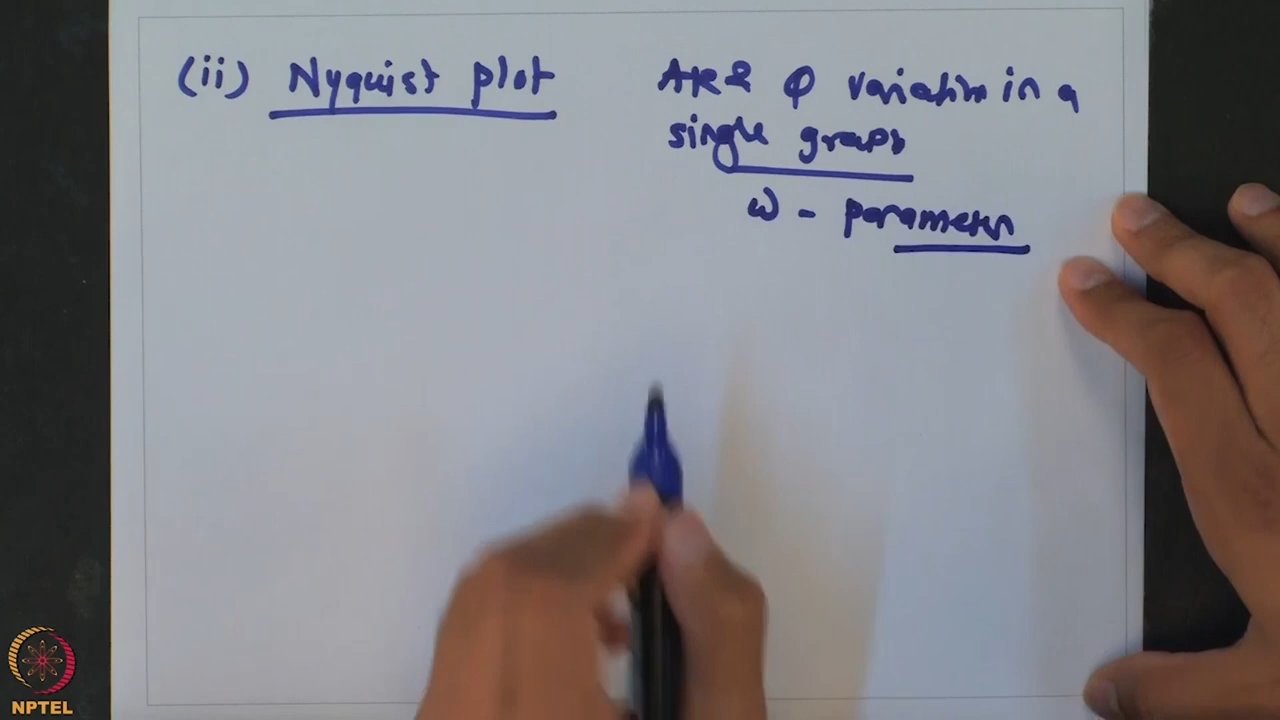 (ii) Nyquist plot
AR & φ variation in a
single graph
ω - parameter
NPTEL